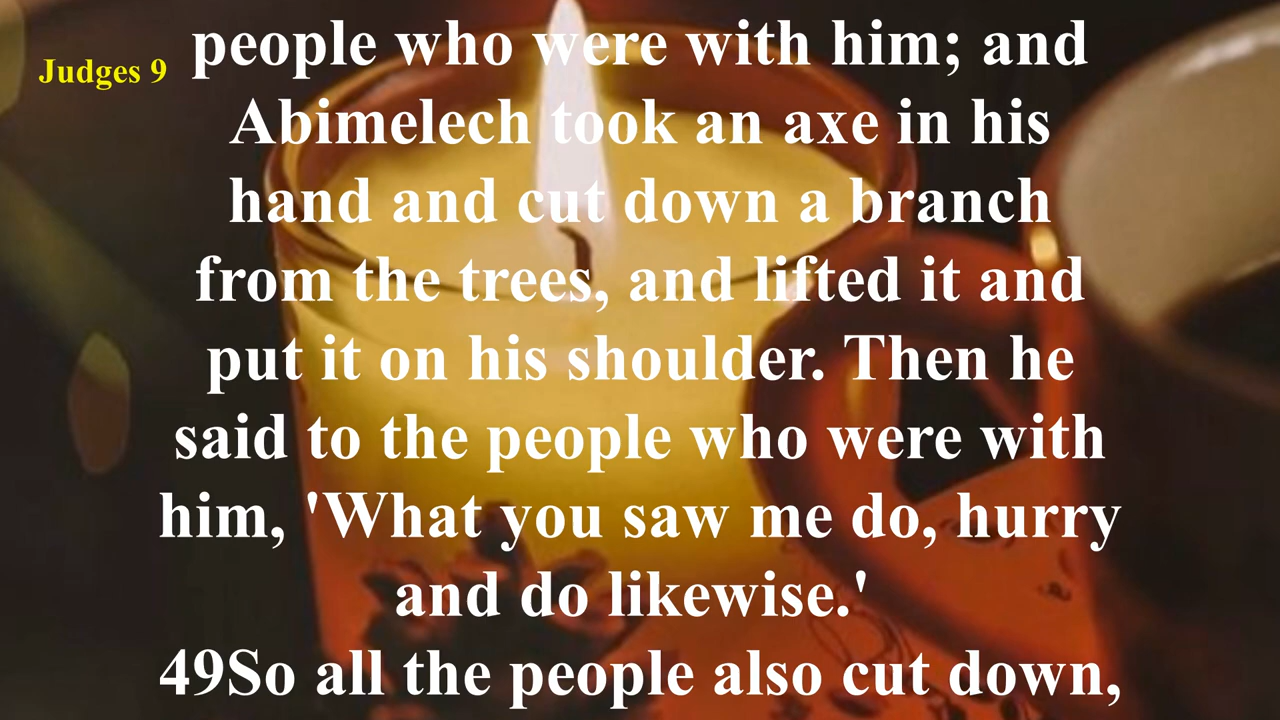 Judges 9
people who were with him; and
Abimelech took an axe in his
hand and cut down a branch
from the trees, and lifted it and
put it on his shoulder. Then he
said to the people who were with
him, 'What you saw me do, hurry
and do likewise.'
49So all the people also cut down,